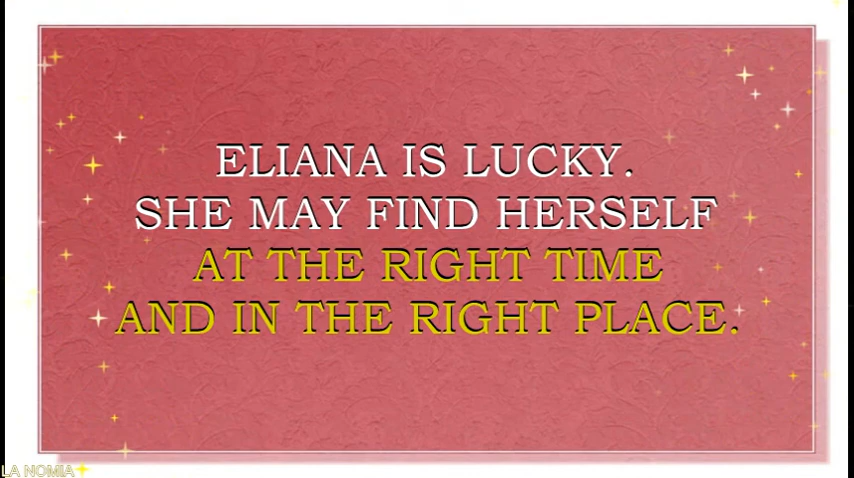 ELIANA IS LUCKY.
SHE MAY FIND HERSELF
AT THE RIGHT TIME
AND IN THE RIGHT PLACE.
LA NOMIA